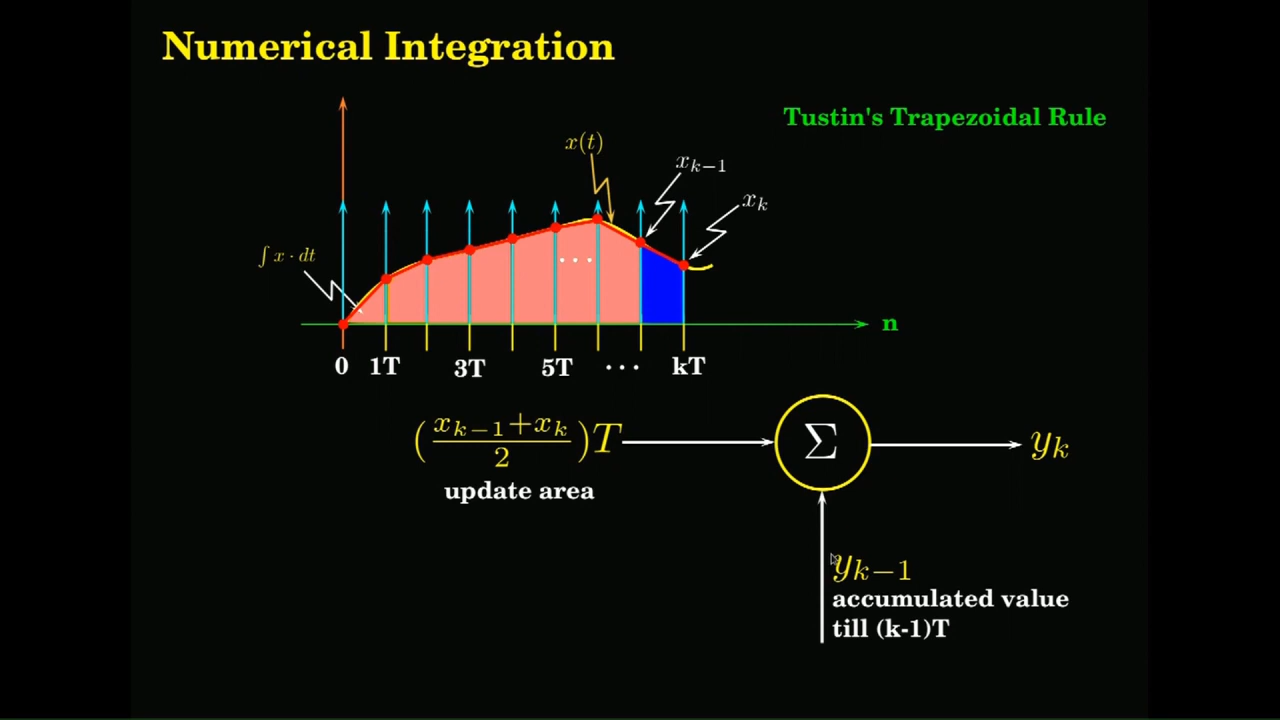 Numerical Integration
Tustin's Trapezoidal Rule
x(t)
x_{k-1}
x_k
∫ x · dt
...
n
0 1T 3T 5T ... kT
(\frac{x_{k-1}+x_k}{2})T
Σ
y_k
update area
y_{k-1}
accumulated value
till (k-1)T